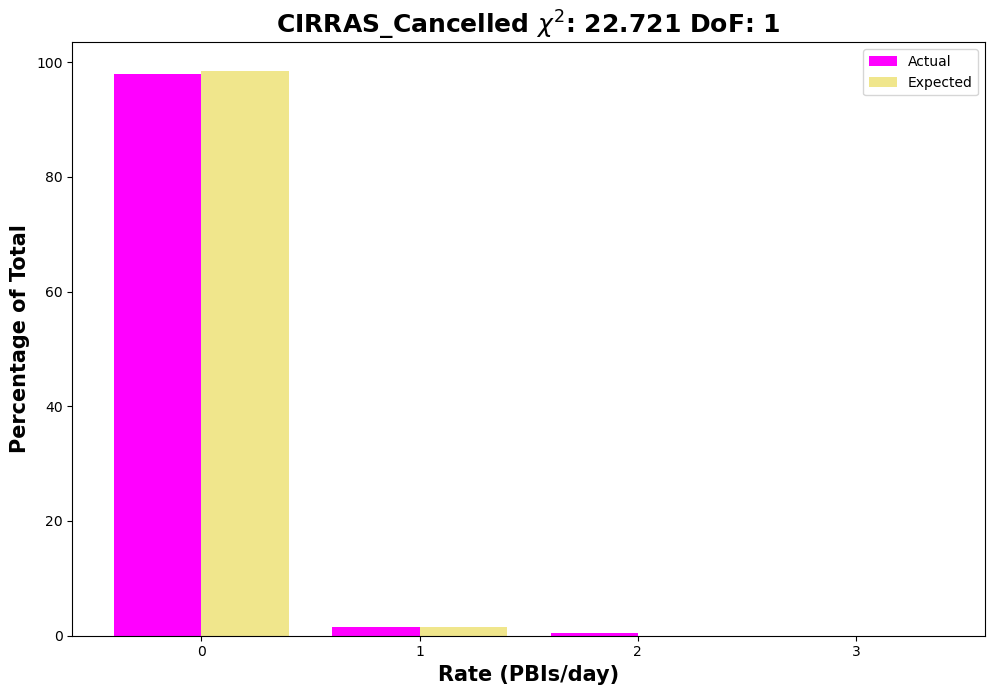 CIRRAS_Cancelled χ²: 22.721 DoF: 1
Actual
Expected
100
80
60
40
20
0
Percentage of Total
0 1 2 3
Rate (PBIs/day)